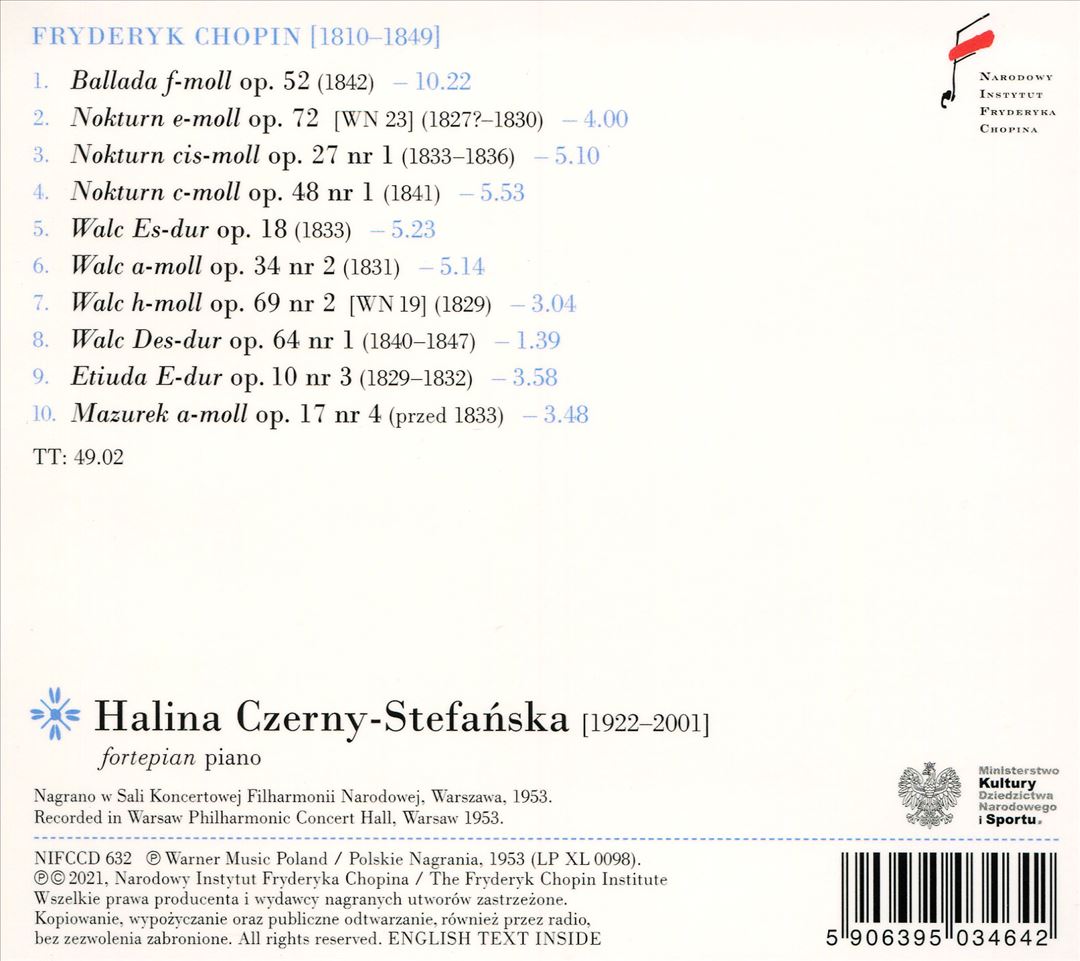 FRYDERYK CHOPIN [1810–1849]
1. Ballada f-moll op. 52 (1842) – 10.22
2. Nokturn e-moll op. 72 [WN 23] (1827?–1830) – 4.00
3. Nokturn cis-moll op. 27 nr 1 (1833–1836) – 5.10
4. Nokturn c-moll op. 48 nr 1 (1841) – 5.53
5. Walc Es-dur op. 18 (1833) – 5.23
6. Walc a-moll op. 34 nr 2 (1831) – 5.14
7. Walc h-moll op. 69 nr 2 [WN 19] (1829) – 3.04
8. Walc Des-dur op. 64 nr 1 (1840–1847) – 1.39
9. Etiuda E-dur op. 10 nr 3 (1829–1832) – 3.58
10. Mazurek a-moll op. 17 nr 4 (przed 1833) – 3.48
TT: 49.02
Narodowy
Instytut
Fryderyka
Chopina
Halina Czerny-Stefańska [1922–2001]
fortepian piano
Nagrano w Sali Koncertowej Filharmonii Narodowej, Warszawa, 1953.
Recorded in Warsaw Philharmonic Concert Hall, Warsaw 1953.
Ministerstwo
Kultury
Dziedzictwa
Narodowego
i Sportu.
NIFCCD 632 ℗ Warner Music Poland / Polskie Nagrania, 1953 (LP XL 0098).
℗© 2021, Narodowy Instytut Fryderyka Chopina / The Fryderyk Chopin Institute
Wszelkie prawa producenta i wydawcy nagranych utworów zastrzeżone.
Kopiowanie, wypożyczanie oraz publiczne odtwarzanie, również przez radio,
bez zezwolenia zabronione. All rights reserved. ENGLISH TEXT INSIDE
5 906395 034642